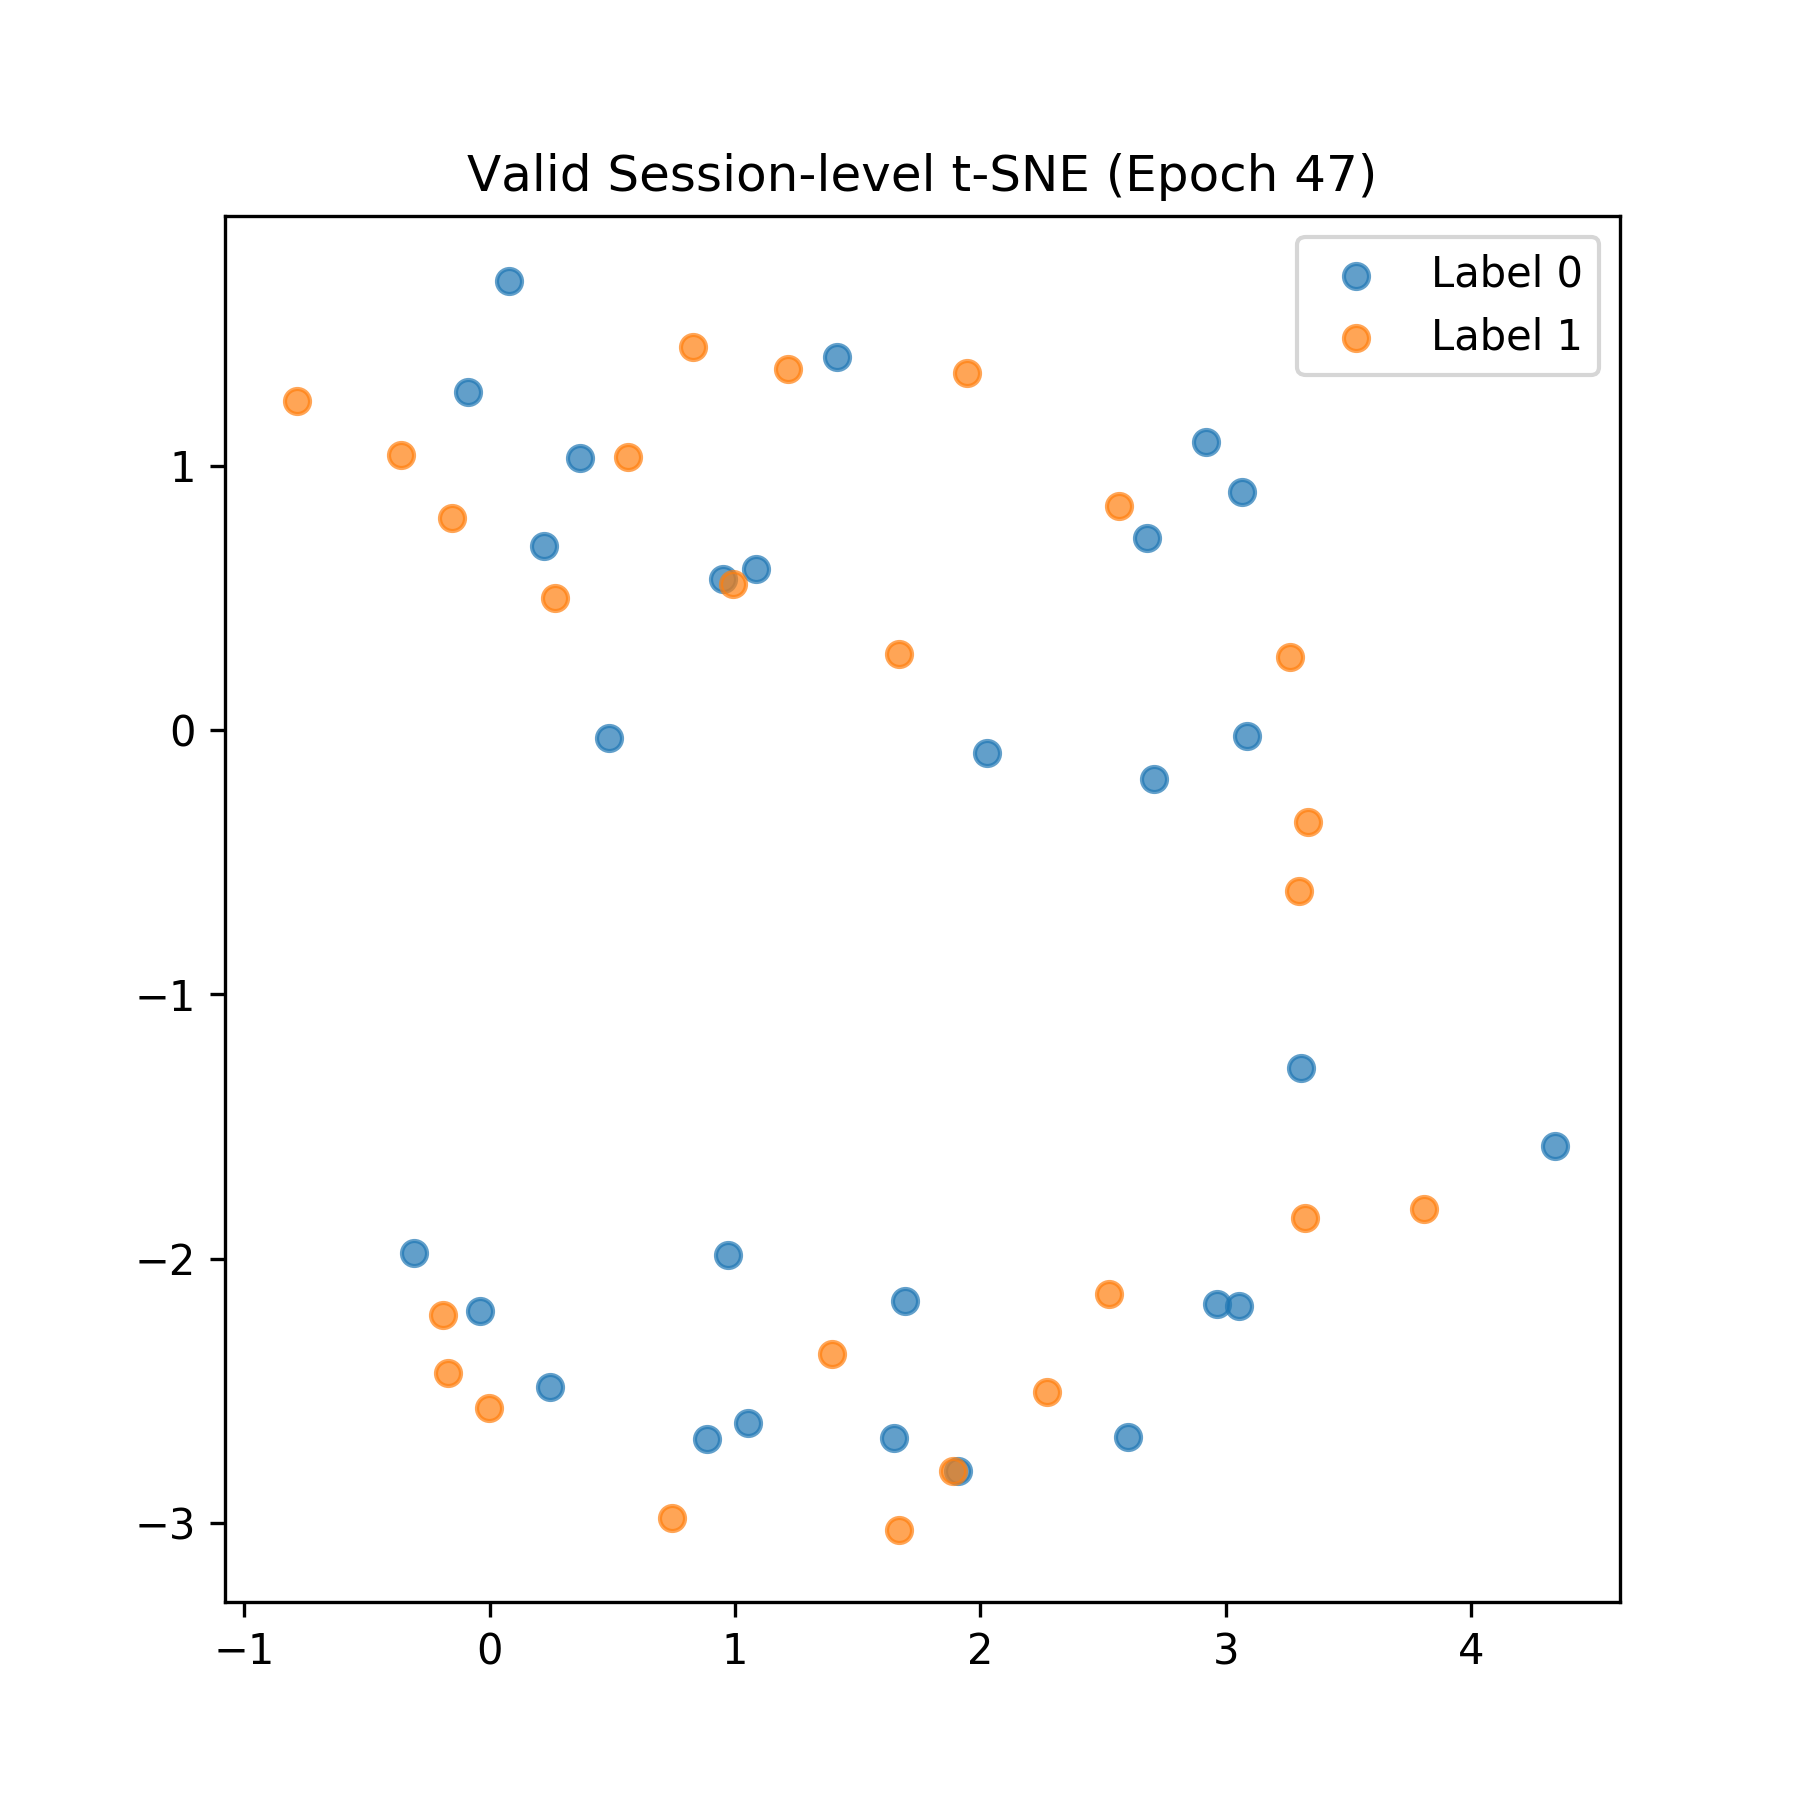 Valid Session-level t-SNE (Epoch 47)
Label 0
Label 1
1
0
−1
−2
−3
−1 0 1 2 3 4